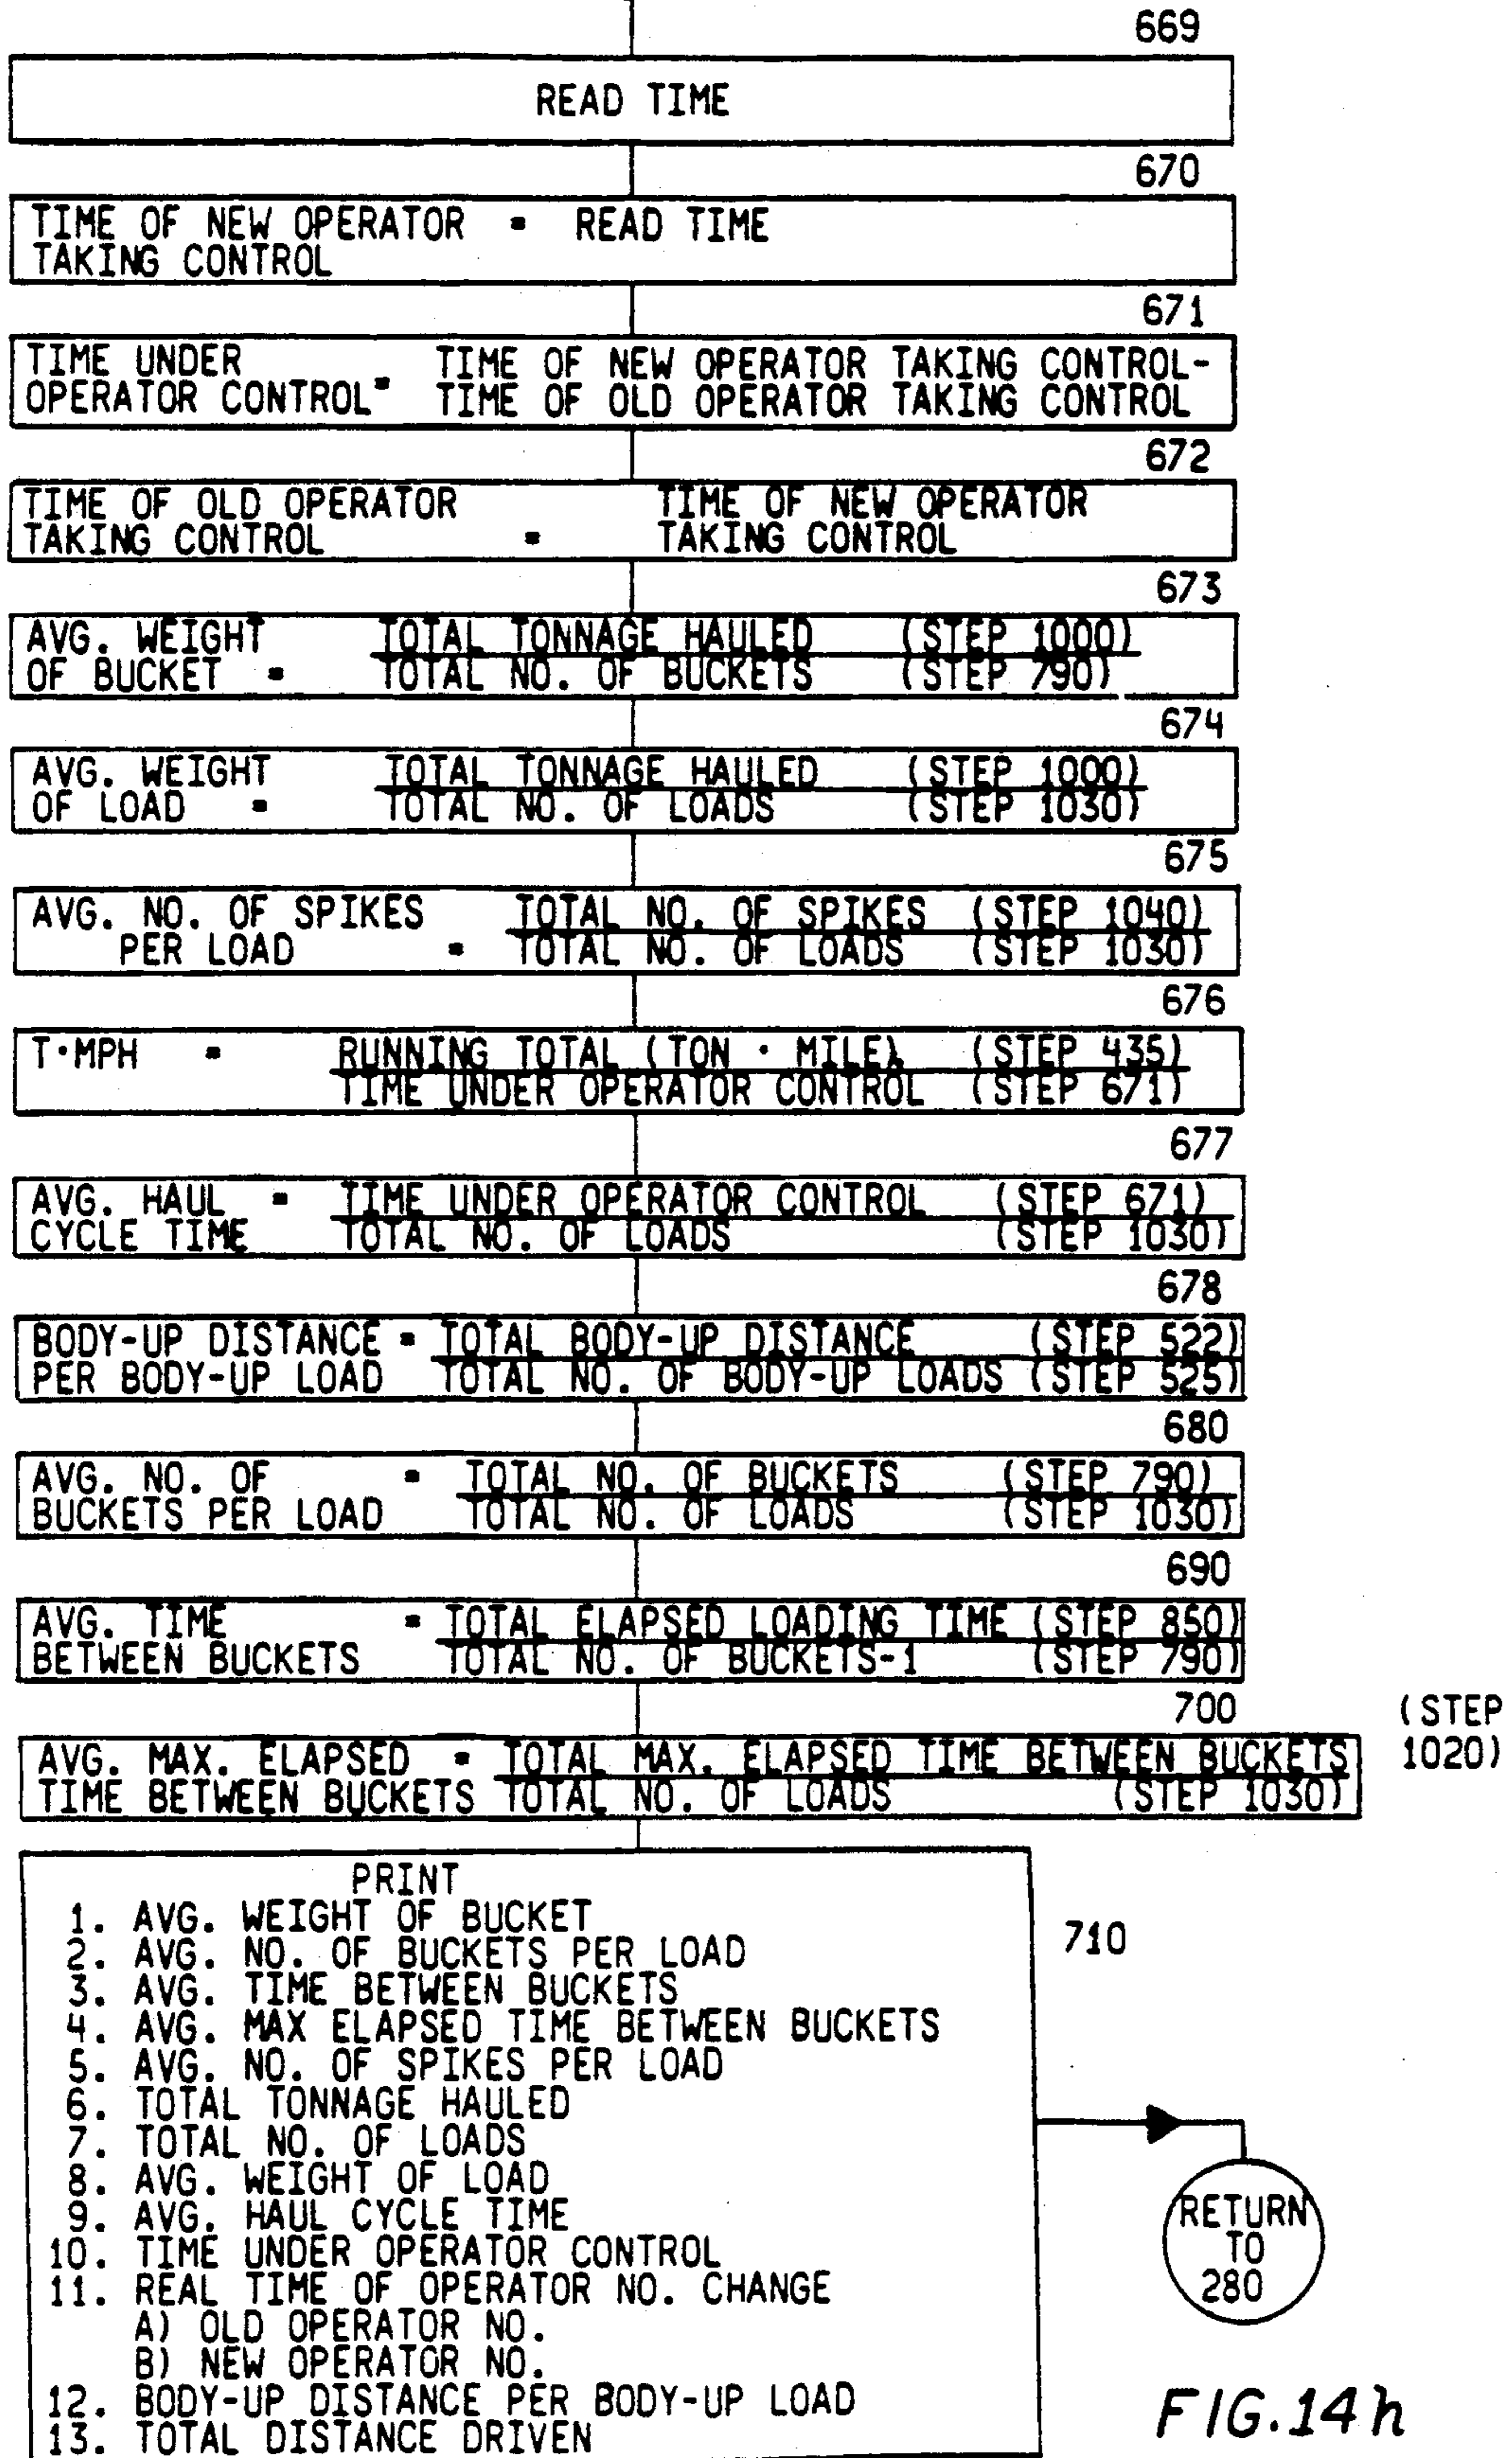 669
READ TIME
670
TIME OF NEW OPERATOR = READ TIME
TAKING CONTROL
671
TIME UNDER TIME OF NEW OPERATOR TAKING CONTROL-
OPERATOR CONTROL= TIME OF OLD OPERATOR TAKING CONTROL
672
TIME OF OLD OPERATOR TIME OF NEW OPERATOR
TAKING CONTROL = TAKING CONTROL
673
AVG. WEIGHT TOTAL TONNAGE HAULED (STEP 1000)
OF BUCKET = TOTAL NO. OF BUCKETS (STEP 790)
674
AVG. WEIGHT TOTAL TONNAGE HAULED (STEP 1000)
OF LOAD = TOTAL NO. OF LOADS (STEP 1030)
675
AVG. NO. OF SPIKES TOTAL NO. OF SPIKES (STEP 1040)
PER LOAD = TOTAL NO. OF LOADS (STEP 1030)
676
T·MPH = RUNNING TOTAL (TON · MILE) (STEP 435)
TIME UNDER OPERATOR CONTROL (STEP 671)
677
AVG. HAUL = TIME UNDER OPERATOR CONTROL (STEP 671)
CYCLE TIME TOTAL NO. OF LOADS (STEP 1030)
678
BODY-UP DISTANCE = TOTAL BODY-UP DISTANCE (STEP 522)
PER BODY-UP LOAD TOTAL NO. OF BODY-UP LOADS (STEP 525)
680
AVG. NO. OF = TOTAL NO. OF BUCKETS (STEP 790)
BUCKETS PER LOAD TOTAL NO. OF LOADS (STEP 1030)
690
AVG. TIME = TOTAL ELAPSED LOADING TIME (STEP 850)
BETWEEN BUCKETS TOTAL NO. OF BUCKETS-1 (STEP 790)
700 (STEP
AVG. MAX. ELAPSED = TOTAL MAX. ELAPSED TIME BETWEEN BUCKETS 1020)
TIME BETWEEN BUCKETS TOTAL NO. OF LOADS (STEP 1030)
PRINT
1. AVG. WEIGHT OF BUCKET
710
2. AVG. NO. OF BUCKETS PER LOAD
3. AVG. TIME BETWEEN BUCKETS
4. AVG. MAX ELAPSED TIME BETWEEN BUCKETS
5. AVG. NO. OF SPIKES PER LOAD
6. TOTAL TONNAGE HAULED
7. TOTAL NO. OF LOADS
8. AVG. WEIGHT OF LOAD
9. AVG. HAUL CYCLE TIME
10. TIME UNDER OPERATOR CONTROL
11. REAL TIME OF OPERATOR NO. CHANGE
A) OLD OPERATOR NO.
B) NEW OPERATOR NO.
12. BODY-UP DISTANCE PER BODY-UP LOAD
13. TOTAL DISTANCE DRIVEN
RETURN
TO
280
FIG.14h